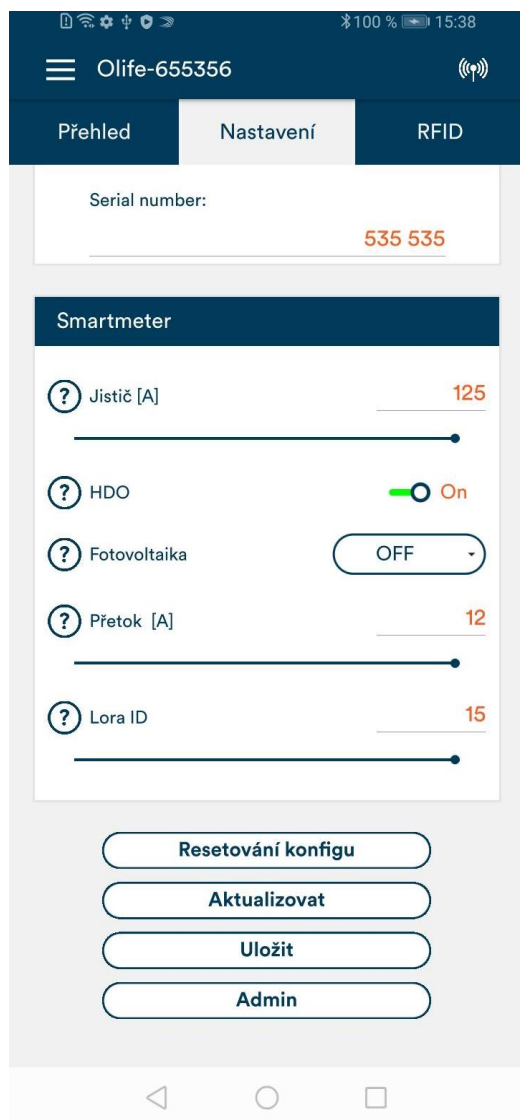 100 % 15:38
Olife-655356
Přehled Nastavení RFID
Serial number:
535 535
Smartmeter
? Jistič [A] 125
? HDO On
? Fotovoltaika OFF
? Přetok [A] 12
? Lora ID 15
Resetování konfigu
Aktualizovat
Uložit
Admin